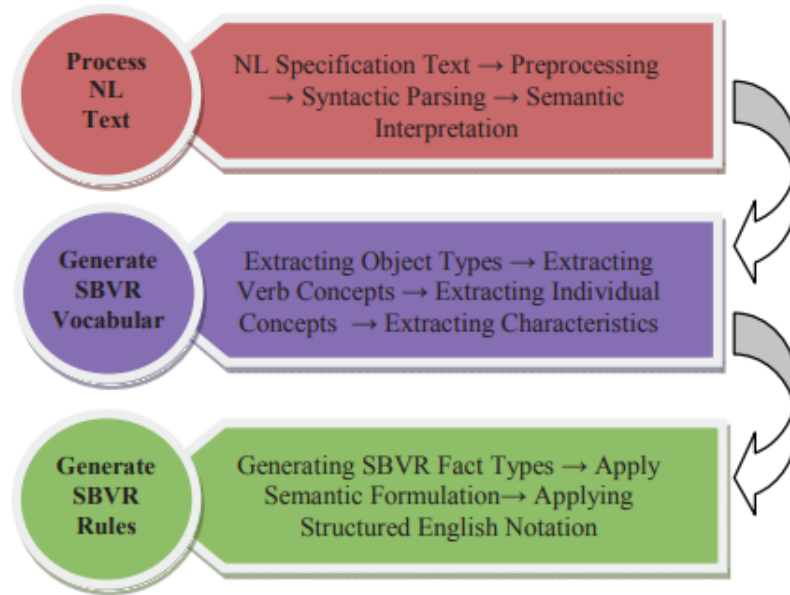 Process
NL
Text
NL Specification Text → Preprocessing
→ Syntactic Parsing → Semantic
Interpretation
Generate
SBVR
Vocabular
Extracting Object Types → Extracting
Verb Concepts → Extracting Individual
Concepts → Extracting Characteristics
Generate
SBVR
Rules
Generating SBVR Fact Types → Apply
Semantic Formulation→ Applying
Structured English Notation